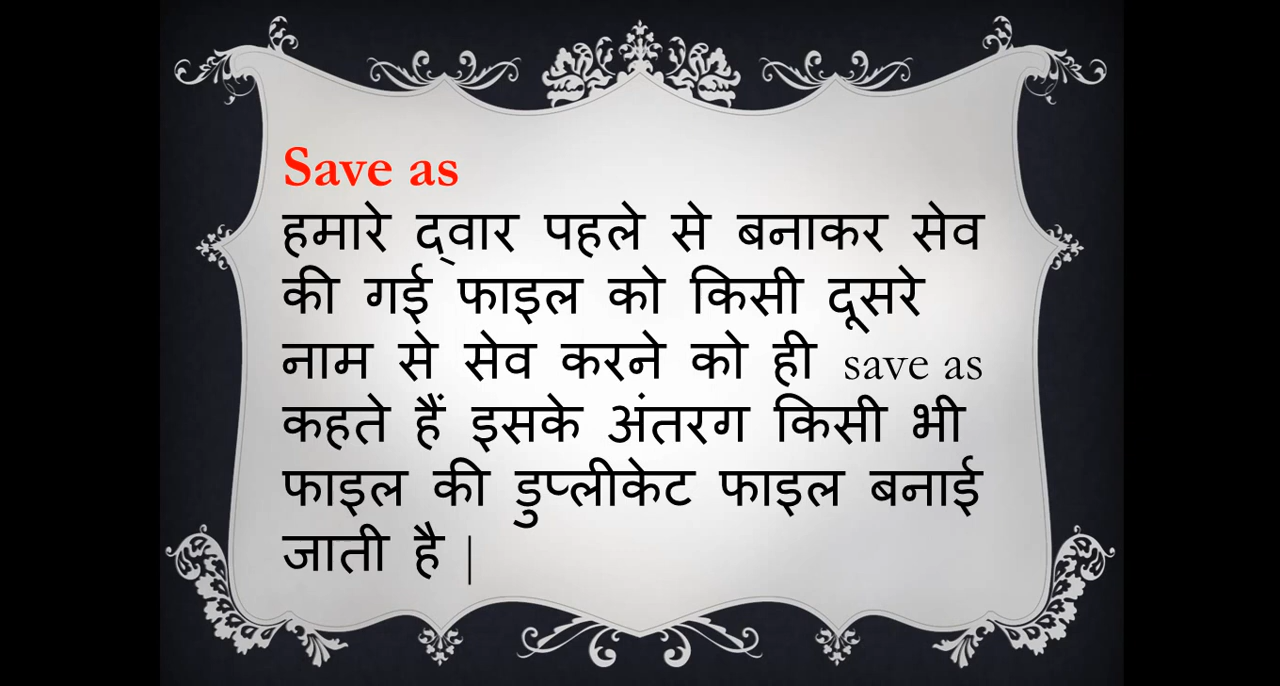 Save as
हमारे द्वार पहले से बनाकर सेव
की गई फाइल को किसी दूसरे
नाम से सेव करने को ही save as
कहते हैं इसके अंतरग किसी भी
फाइल की डुप्लीकेट फाइल बनाई
जाती है |